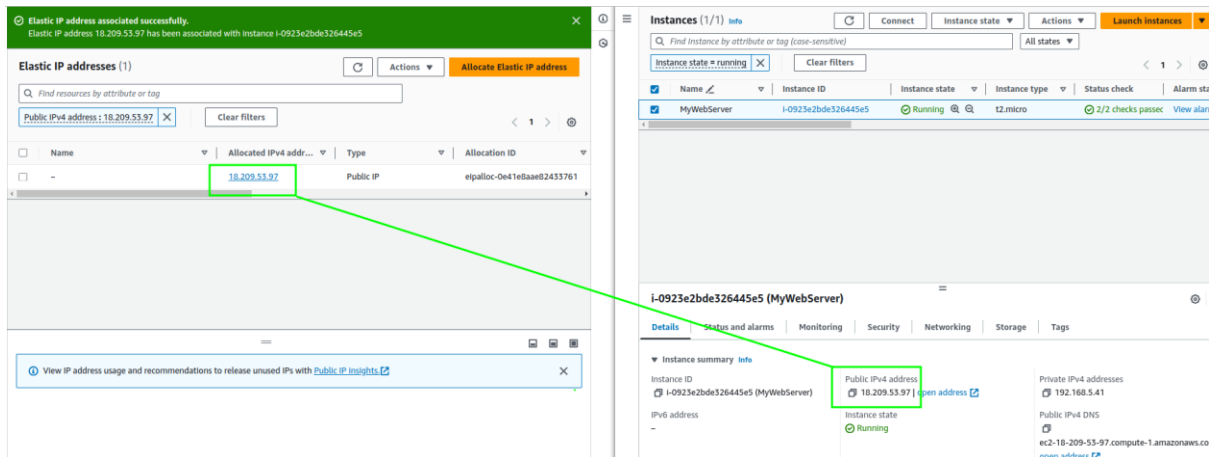 Elastic IP address associated successfully.
Elastic IP address 18.209.53.97 has been associated with instance i-0923e2bde326445e5
Elastic IP addresses (1)
Actions
Allocate Elastic IP address
Find resources by attribute or tag
Public IPv4 address : 18.209.53.97
Clear filters
1
Name
Allocated IPv4 addr...
Type
Allocation ID
–
18.209.53.97
Public IP
eipalloc-0e41e8aae82433761
View IP address usage and recommendations to release unused IPs with Public IP insights.
Instances (1/1) Info
Connect
Instance state
Actions
Launch instances
Find Instance by attribute or tag (case-sensitive)
All states
Instance state = running
Clear filters
1
Name
Instance ID
Instance state
Instance type
Status check
Alarm sta
MyWebServer
i-0923e2bde326445e5
Running
t2.micro
2/2 checks passec
View alan
i-0923e2bde326445e5 (MyWebServer)
Details
Status and alarms
Monitoring
Security
Networking
Storage
Tags
Instance summary Info
Instance ID
i-0923e2bde326445e5 (MyWebServer)
Public IPv4 address
18.209.53.97 | open address
Private IPv4 addresses
192.168.5.41
IPv6 address
–
Instance state
Running
Public IPv4 DNS
ec2-18-209-53-97.compute-1.amazonaws.co
open address